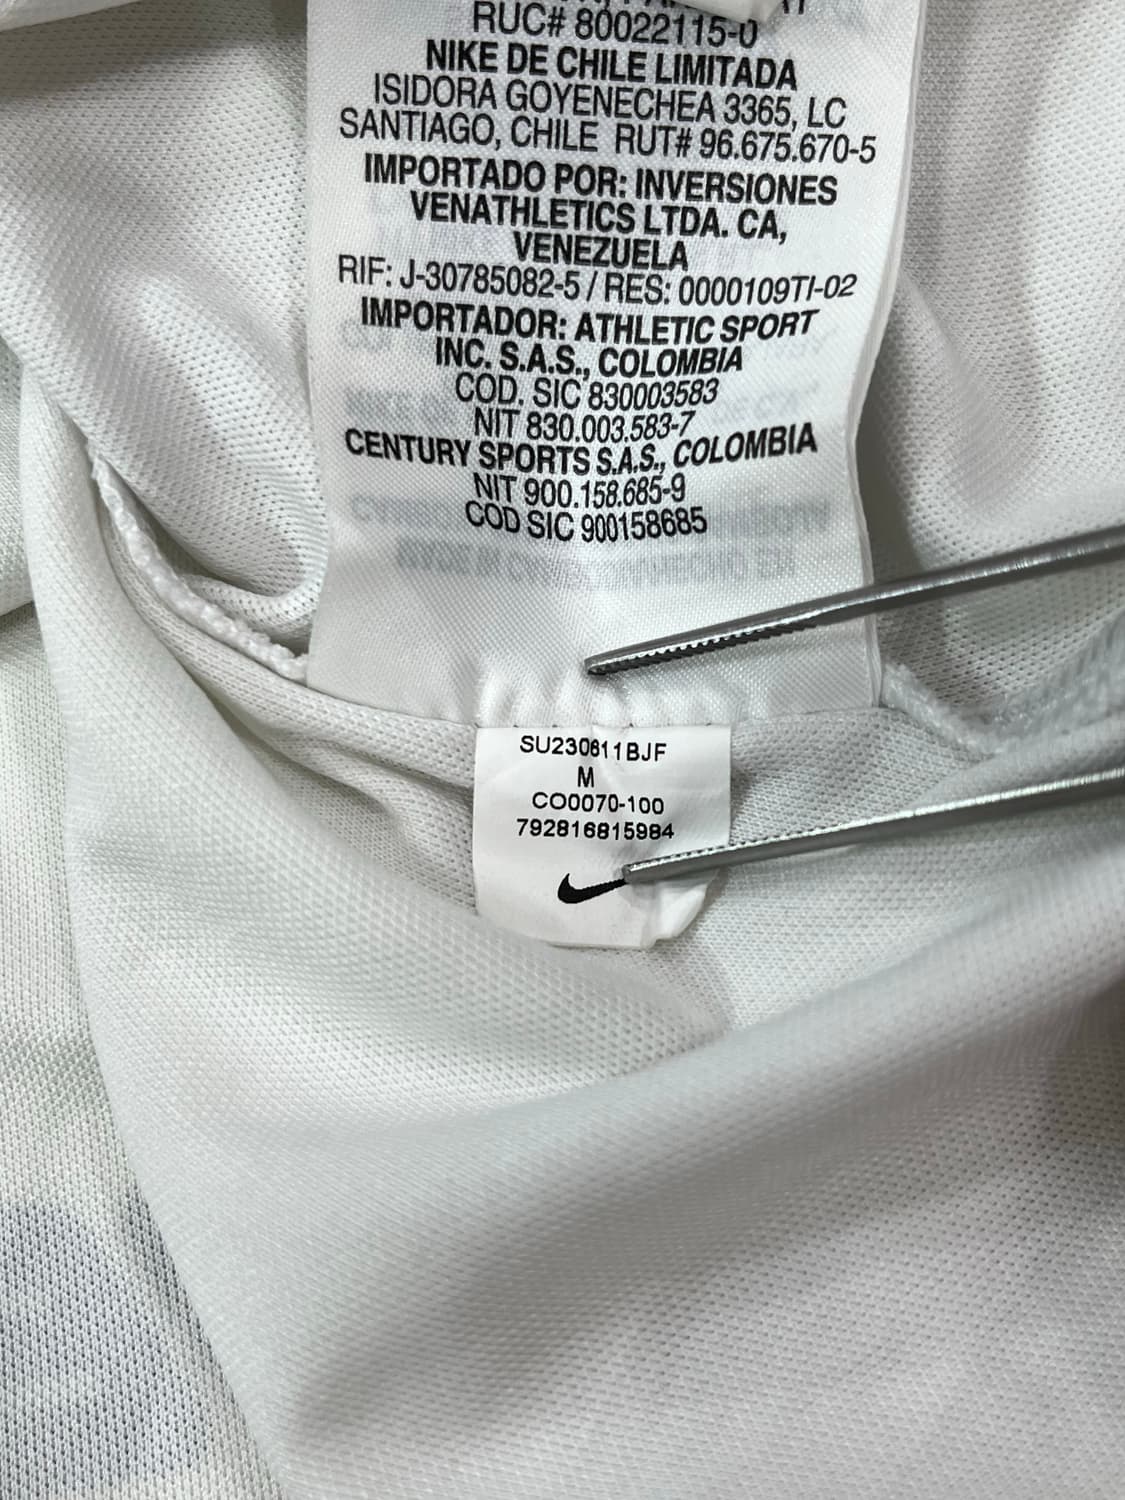 RUC# 80022115-0
NIKE DE CHILE LIMITADA
ISIDORA GOYENECHEA 3365, LC
SANTIAGO, CHILE RUT# 96.675.670-5
IMPORTADO POR: INVERSIONES
VENATHLETICS LTDA. CA,
VENEZUELA
RIF: J-30785082-5 / RES: 0000109TI-02
IMPORTADOR: ATHLETIC SPORT
INC. S.A.S., COLOMBIA
COD. SIC 830003583
NIT 830.003.583-7
CENTURY SPORTS S.A.S., COLOMBIA
NIT 900.158.685-9
COD SIC 900158685
SU230611BJF
M
CO0070-100
792816815984